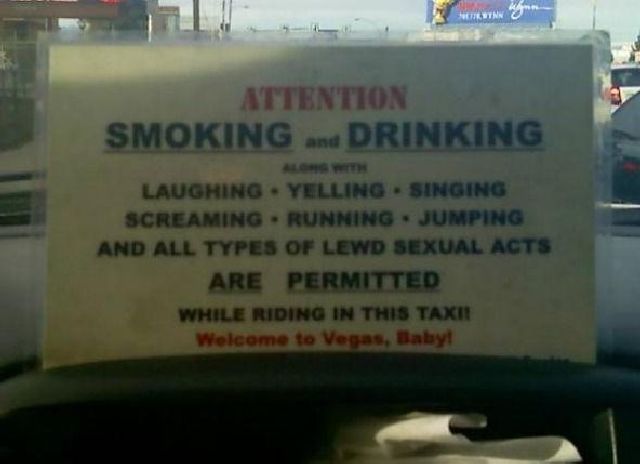 ATTENTION
SMOKING and DRINKING
ALONG WITH
LAUGHING • YELLING • SINGING
SCREAMING • RUNNING • JUMPING
AND ALL TYPES OF LEWD SEXUAL ACTS
ARE PERMITTED
WHILE RIDING IN THIS TAXI!
Welcome to Vegas, Baby!
Wynn